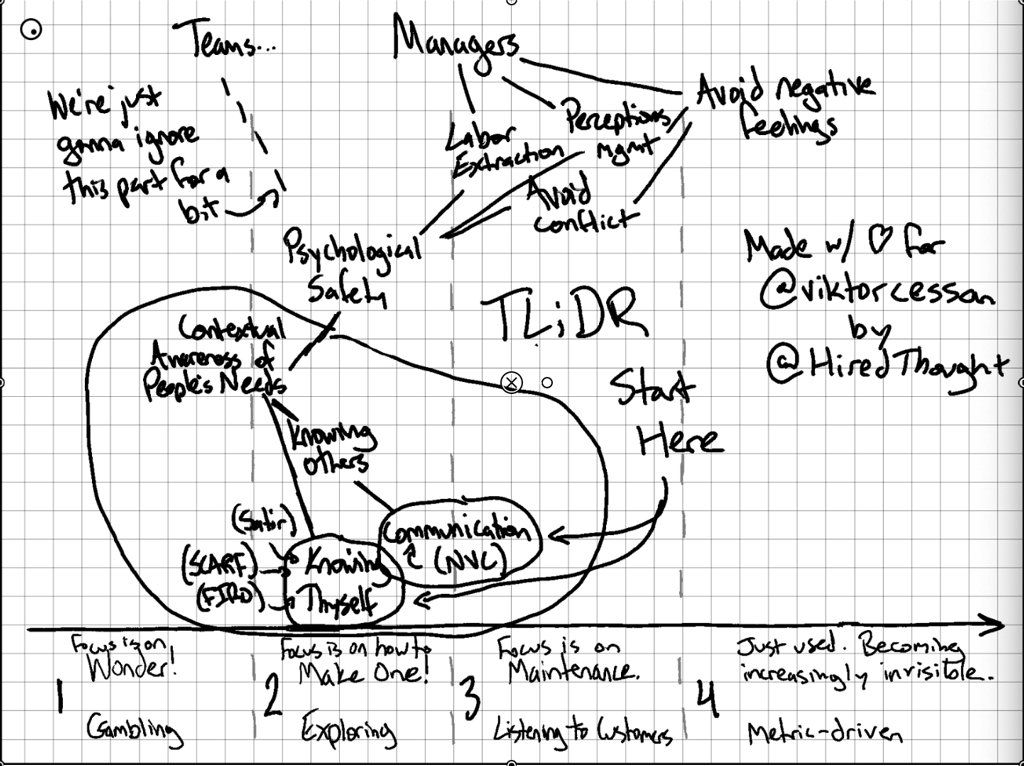 Teams...
We're just
gonna ignore
this part for a
bit
Managers
Labor
Extraction
Perceptions
mgmt
Avoid negative
feelings
Avoid
conflict
Psychological
Safety
Made w/ ♡ for
@viktorcessan
by
@HiredThought
TL;DR
Start
Here
Contextual
Awareness of
People's Needs
Knowing
others
Communication
(NVC)
(Satir)
(SCARF)
(FIRO)
Knowing
Thyself
Focus is on
Wonder!
1
Gambling
Focus is on how to
Make One!
2
Exploring
Focus is on
Maintenance.
3
Listening to Customers
Just used. Becoming
increasingly invisible.
4
Metric-driven